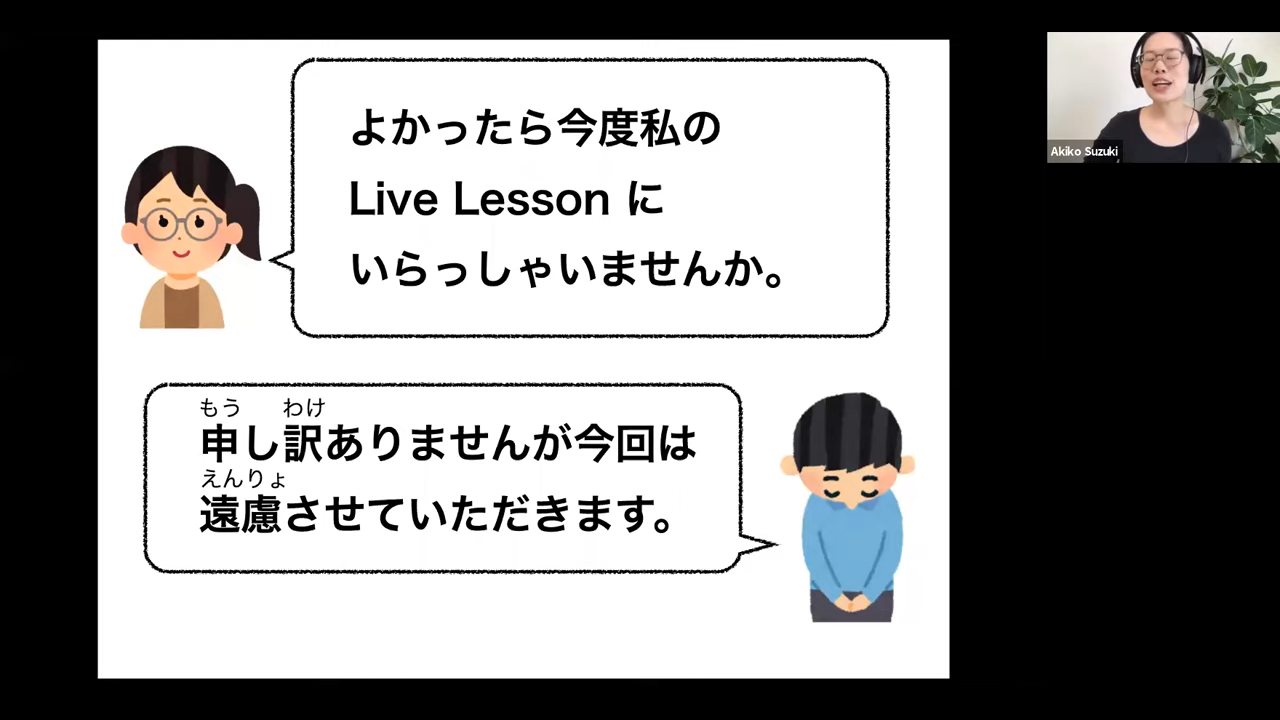 よかったら今度私の
Live Lesson に
いらっしゃいませんか。
もう わけ
申し訳ありませんが今回は
えんりょ
遠慮させていただきます。
Akiko Suzuki